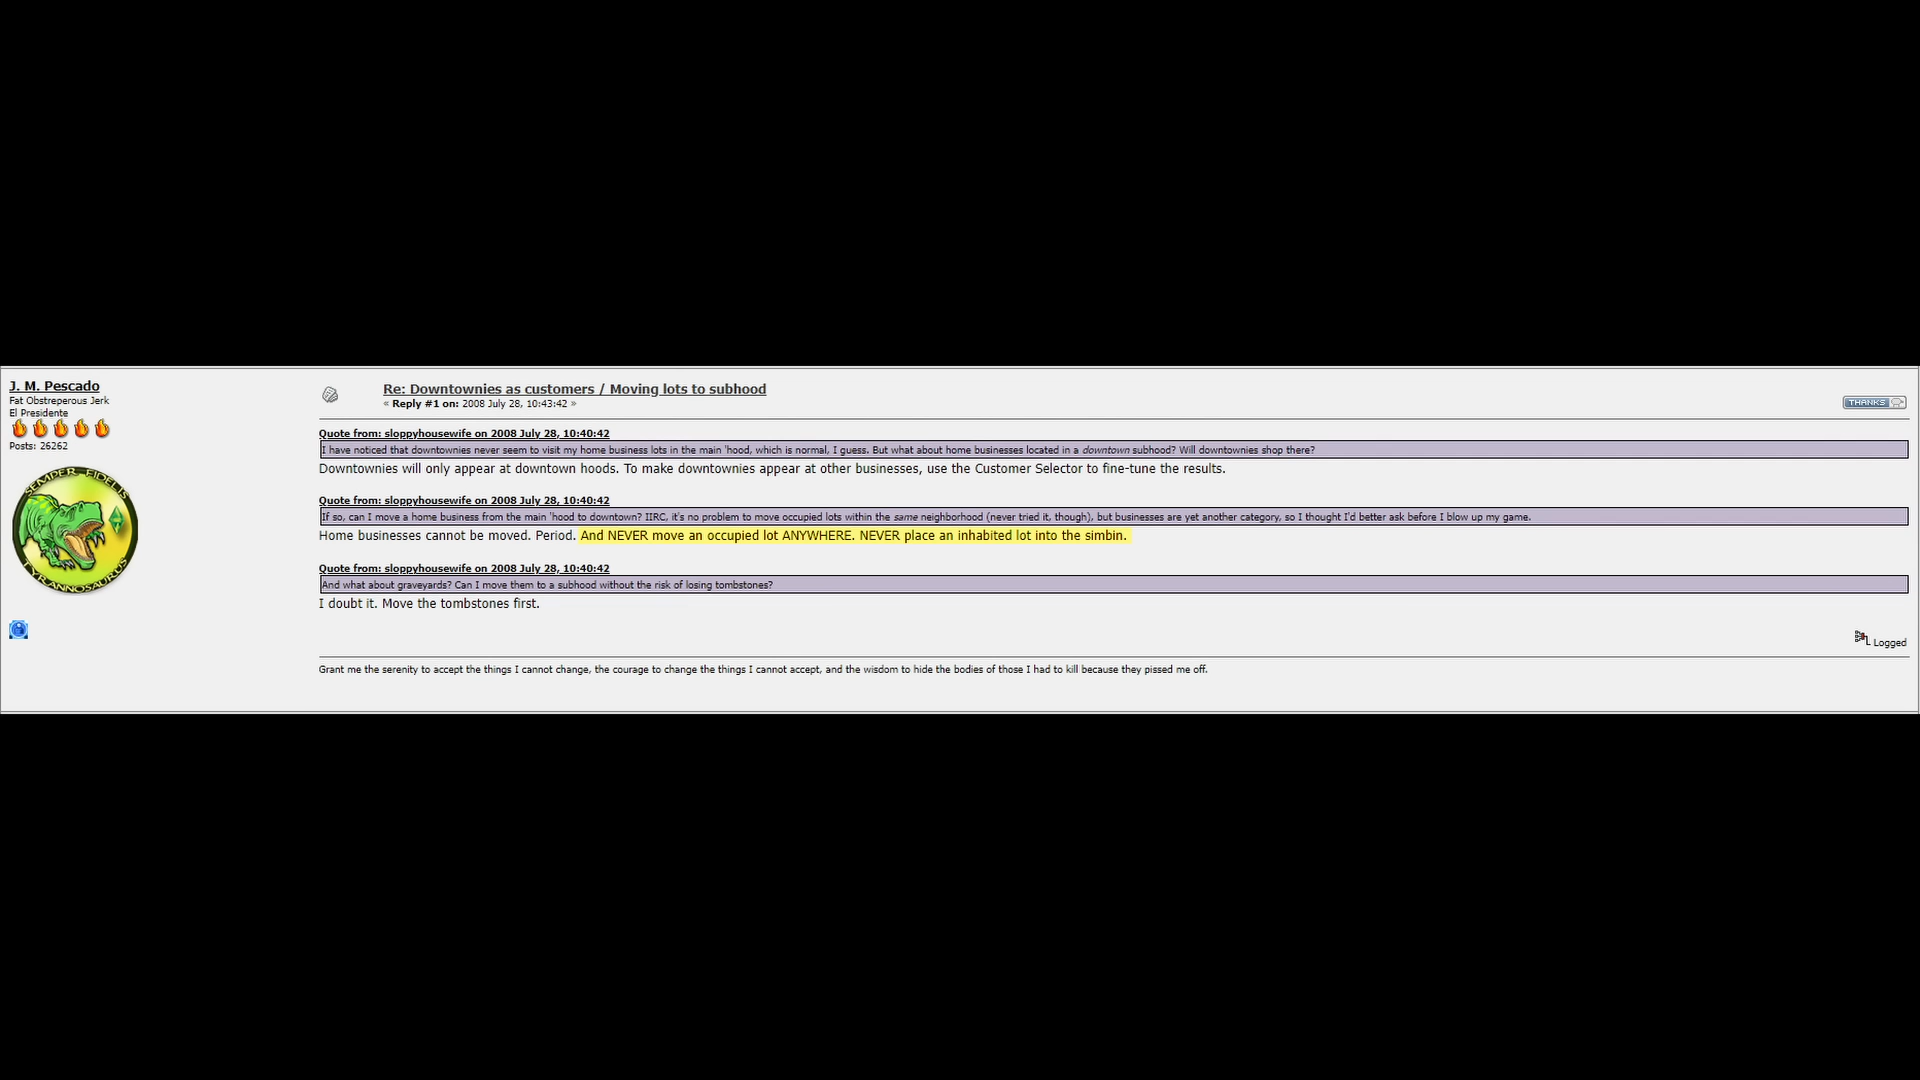 J. M. Pescado
Fat Obstreperous Jerk
El Presidente
Posts: 26262
SEMPER FIDELIS
TYRANNOSAURUS
Re: Downtownies as customers / Moving lots to subhood
« Reply #1 on: 2008 July 28, 10:43:42 »
THANKS
Quote from: sloppyhousewife on 2008 July 28, 10:40:42
I have noticed that downtownies never seem to visit my home business lots in the main 'hood, which is normal, I guess. But what about home businesses located in a downtown subhood? Will downtownies shop there?
Downtownies will only appear at downtown hoods. To make downtownies appear at other businesses, use the Customer Selector to fine-tune the results.
Quote from: sloppyhousewife on 2008 July 28, 10:40:42
If so, can I move a home business from the main 'hood to downtown? IIRC, it's no problem to move occupied lots within the same neighborhood (never tried it, though), but businesses are yet another category, so I thought I'd better ask before I blow up my game.
Home businesses cannot be moved. Period. And NEVER move an occupied lot ANYWHERE. NEVER place an inhabited lot into the simbin.
Quote from: sloppyhousewife on 2008 July 28, 10:40:42
And what about graveyards? Can I move them to a subhood without the risk of losing tombstones?
I doubt it. Move the tombstones first.
Logged
Grant me the serenity to accept the things I cannot change, the courage to change the things I cannot accept, and the wisdom to hide the bodies of those I had to kill because they pissed me off.